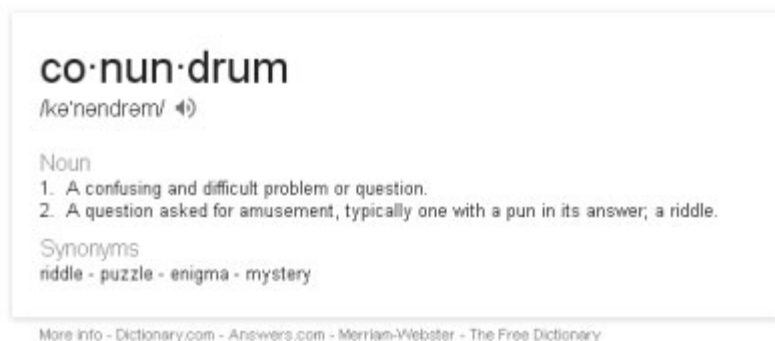 co·nun·drum
/kə'nəndrəm/
Noun
1. A confusing and difficult problem or question.
2. A question asked for amusement, typically one with a pun in its answer; a riddle.
Synonyms
riddle - puzzle - enigma - mystery
More info - Dictionary.com - Answers.com - Merriam-Webster - The Free Dictionary